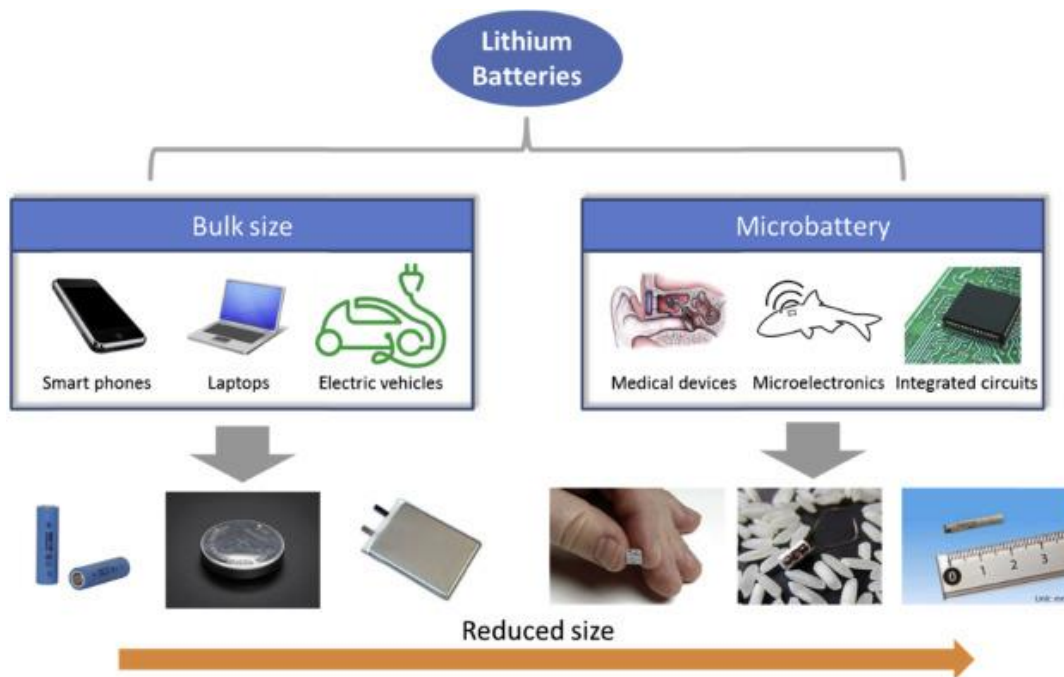 Lithium
Batteries
Bulk size
Microbattery
Smart phones
Laptops
Electric vehicles
Medical devices
Microelectronics
Integrated circuits
0 1 2 3
Reduced size